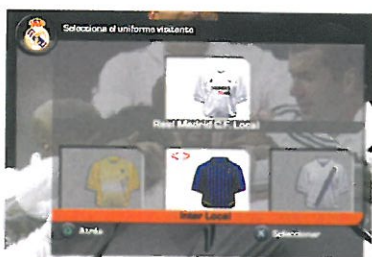 Selecciona el uniforme visitante
Real Madrid C.F. Local
< >
Inter Local
Atrás
Seleccionar